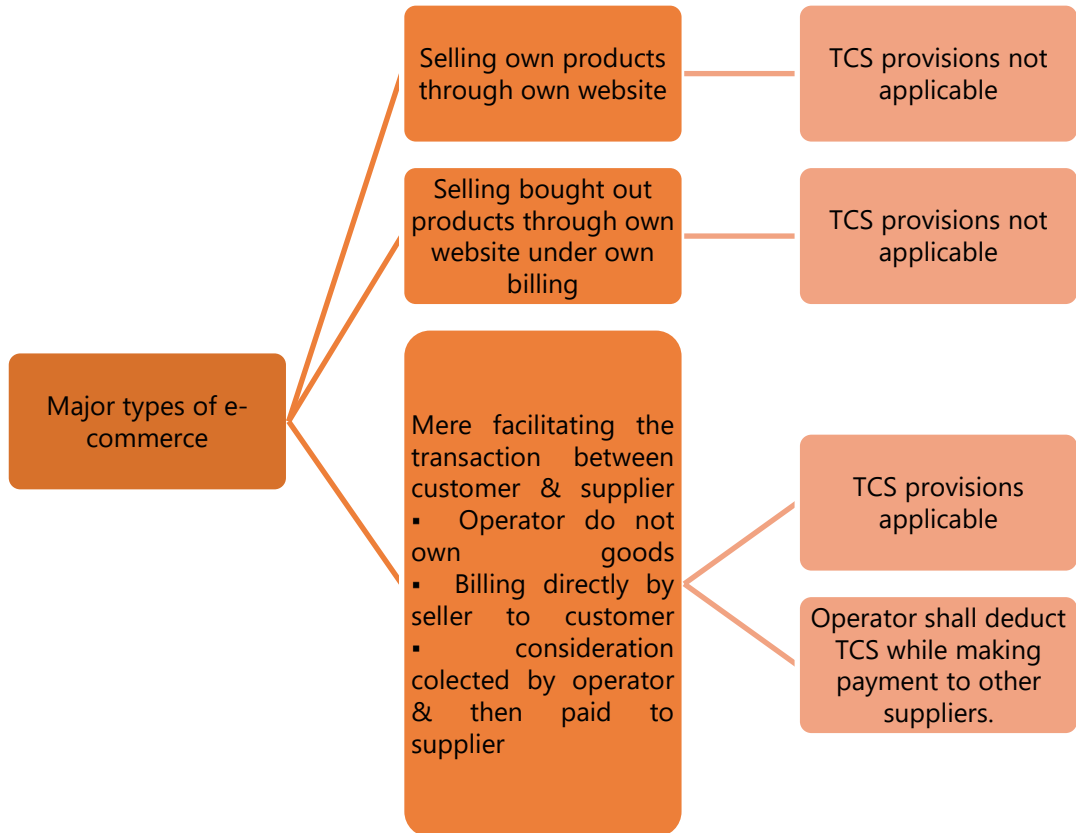 Major types of e-
commerce
Selling own products
through own website
TCS provisions not
applicable
Selling bought out
products through own
website under own
billing
TCS provisions not
applicable
Mere facilitating the
transaction between
customer & supplier
▪ Operator do not
own goods
▪ Billing directly by
seller to customer
▪ consideration
colected by operator
& then paid to
supplier
TCS provisions
applicable
Operator shall deduct
TCS while making
payment to other
suppliers.